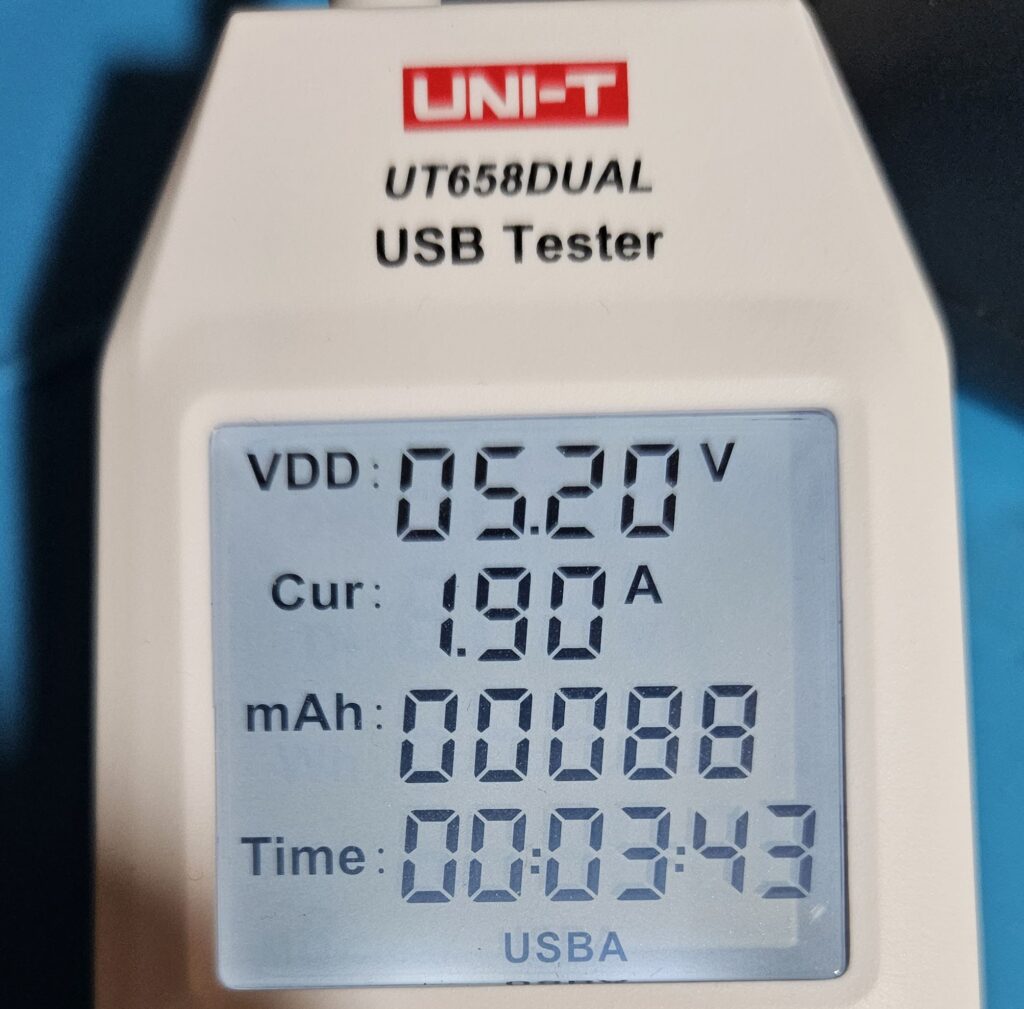 UNI-T
UT658DUAL
USB Tester
VDD: 05.20 V
Cur: 1.90 A
mAh: 00088
Time: 00:03:43
USBA